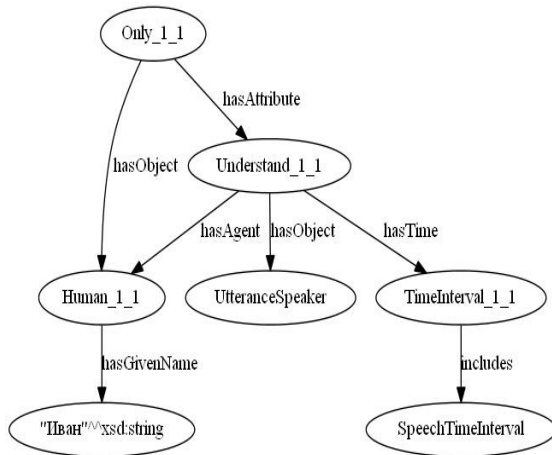 Only_1_1
hasAttribute
hasObject
Understand_1_1
hasAgent
hasObject
hasTime
Human_1_1
UtteranceSpeaker
TimeInterval_1_1
hasGivenName
includes
"Иван"^^xsd:string
SpeechTimeInterval